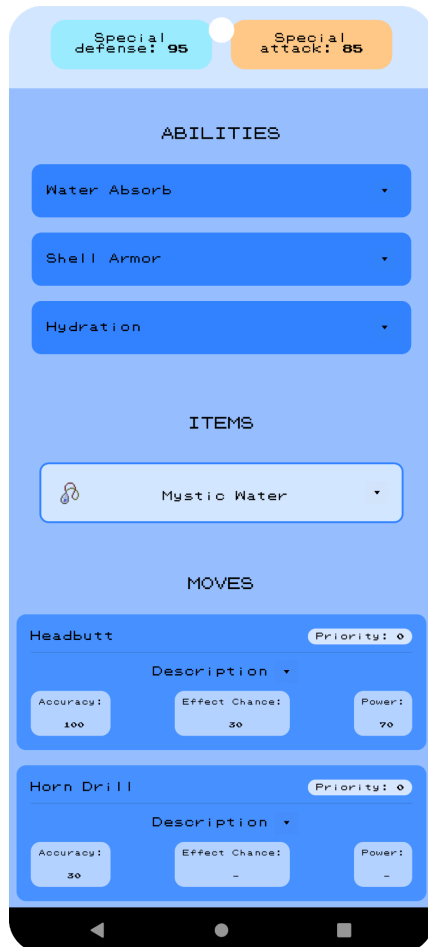 Special
defense: 95
Special
attack: 85
ABILITIES
Water Absorb
Shell Armor
Hydration
ITEMS
Mystic Water
MOVES
Headbutt
Priority: 0
Description
Accuracy:
Effect Chance:
Power:
100
30
70
Horn Drill
Priority: 0
Description
Accuracy:
Effect Chance:
Power:
30
-
-